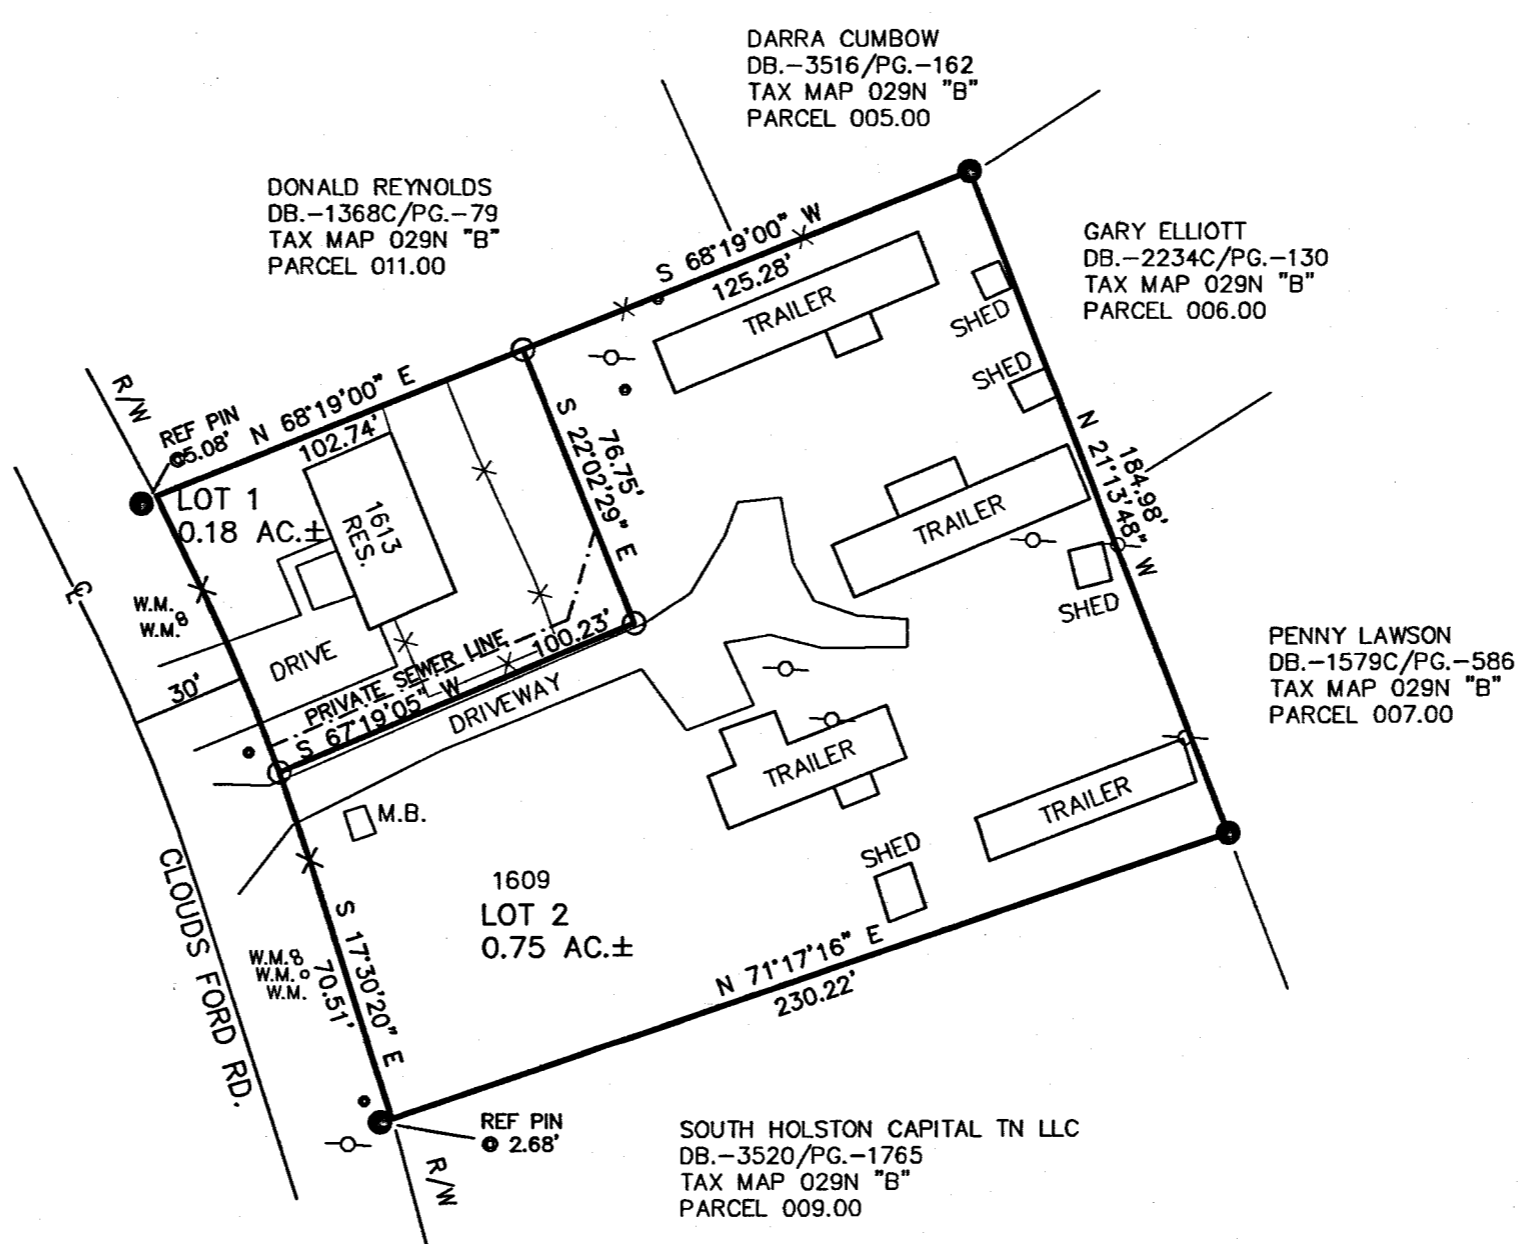 DARRA CUMBOW
DB.-3516/PG.-162
TAX MAP 029N "B"
PARCEL 005.00
DONALD REYNOLDS
DB.-1368C/PG.-79
TAX MAP 029N "B"
PARCEL 011.00
GARY ELLIOTT
DB.-2234C/PG.-130
TAX MAP 029N "B"
PARCEL 006.00
S 68°19'00" W
125.28'
TRAILER
SHED
SHED
R/W
REF PIN
@5.08'
N 68°19'00" E
102.74'
S 22°02'29" E
76.75'
N 21°13'48" W
184.98'
LOT 1
0.18 AC.±
1613
RES.
TRAILER
SHED
℄
W.M.
W.M.
DRIVE
30'
PRIVATE SEWER LINE
100.23'
S 67°19'05" W
DRIVEWAY
PENNY LAWSON
DB.-1579C/PG.-586
TAX MAP 029N "B"
PARCEL 007.00
TRAILER
TRAILER
M.B.
SHED
CLOUDS FORD RD.
1609
LOT 2
0.75 AC.±
W.M.
W.M.
W.M.
S 17°30'20" E
70.51'
N 71°17'16" E
230.22'
REF PIN
@ 2.68'
R/W
SOUTH HOLSTON CAPITAL TN LLC
DB.-3520/PG.-1765
TAX MAP 029N "B"
PARCEL 009.00